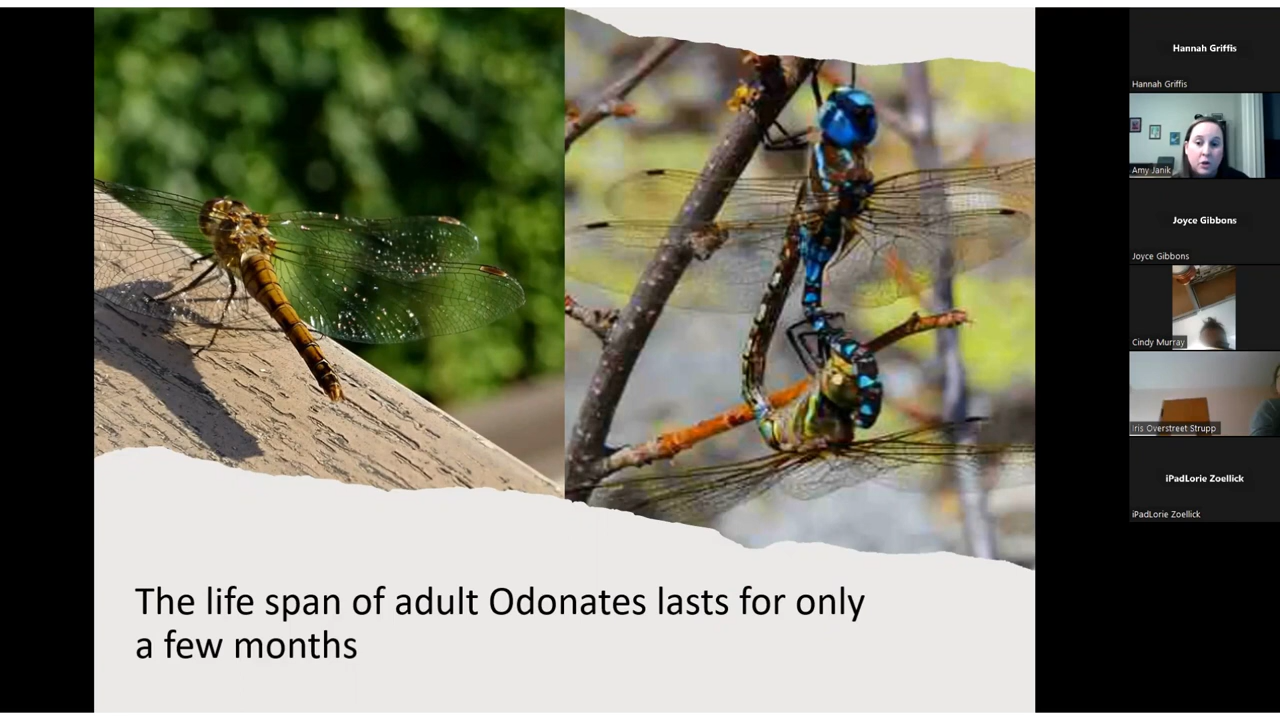 The life span of adult Odonates lasts for only
a few months
Hannah Griffis
Hannah Griffis
Amy Janik
Joyce Gibbons
Joyce Gibbons
Cindy Murray
Iris Overstreet Strupp
iPadLorie Zoellick
iPadLorie Zoellick